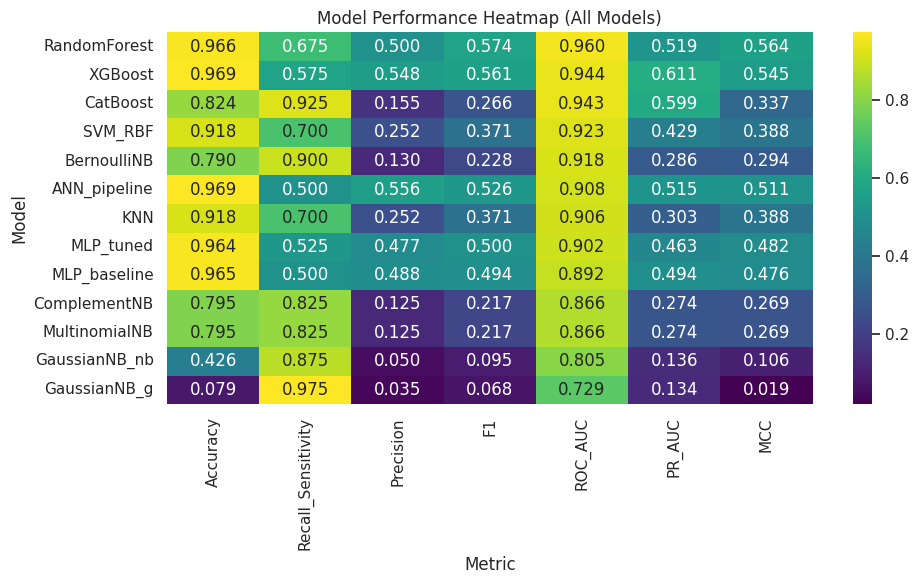 Model Performance Heatmap (All Models)
Model
RandomForest 0.966 0.675 0.500 0.574 0.960 0.519 0.564
XGBoost 0.969 0.575 0.548 0.561 0.944 0.611 0.545
CatBoost 0.824 0.925 0.155 0.266 0.943 0.599 0.337
SVM_RBF 0.918 0.700 0.252 0.371 0.923 0.429 0.388
BernoulliNB 0.790 0.900 0.130 0.228 0.918 0.286 0.294
ANN_pipeline 0.969 0.500 0.556 0.526 0.908 0.515 0.511
KNN 0.918 0.700 0.252 0.371 0.906 0.303 0.388
MLP_tuned 0.964 0.525 0.477 0.500 0.902 0.463 0.482
MLP_baseline 0.965 0.500 0.488 0.494 0.892 0.494 0.476
ComplementNB 0.795 0.825 0.125 0.217 0.866 0.274 0.269
MultinomialNB 0.795 0.825 0.125 0.217 0.866 0.274 0.269
GaussianNB_nb 0.426 0.875 0.050 0.095 0.805 0.136 0.106
GaussianNB_g 0.079 0.975 0.035 0.068 0.729 0.134 0.019
Accuracy Recall_Sensitivity Precision F1 ROC_AUC PR_AUC MCC
Metric
0.8
0.6
0.4
0.2